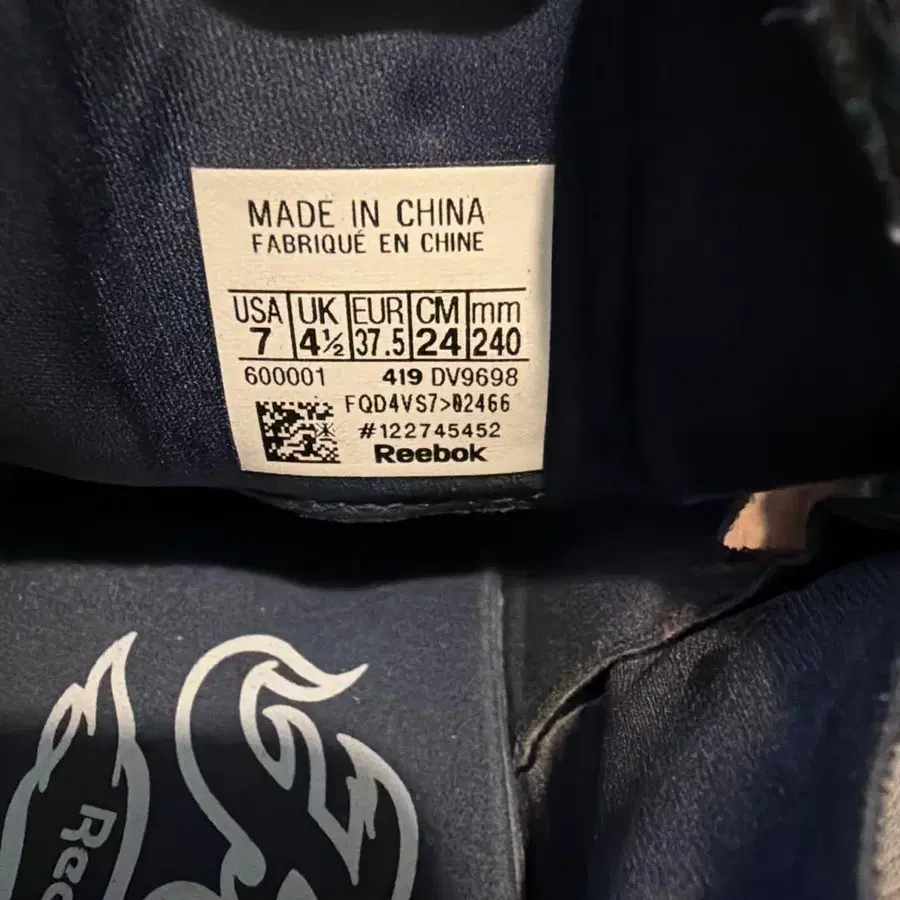 MADE IN CHINA
FABRIQUÉ EN CHINE
USA UK EUR CM mm
7 4½ 37.5 24 240
600001 419 DV9698
FQD4VS7>02466
#122745452
Reebok